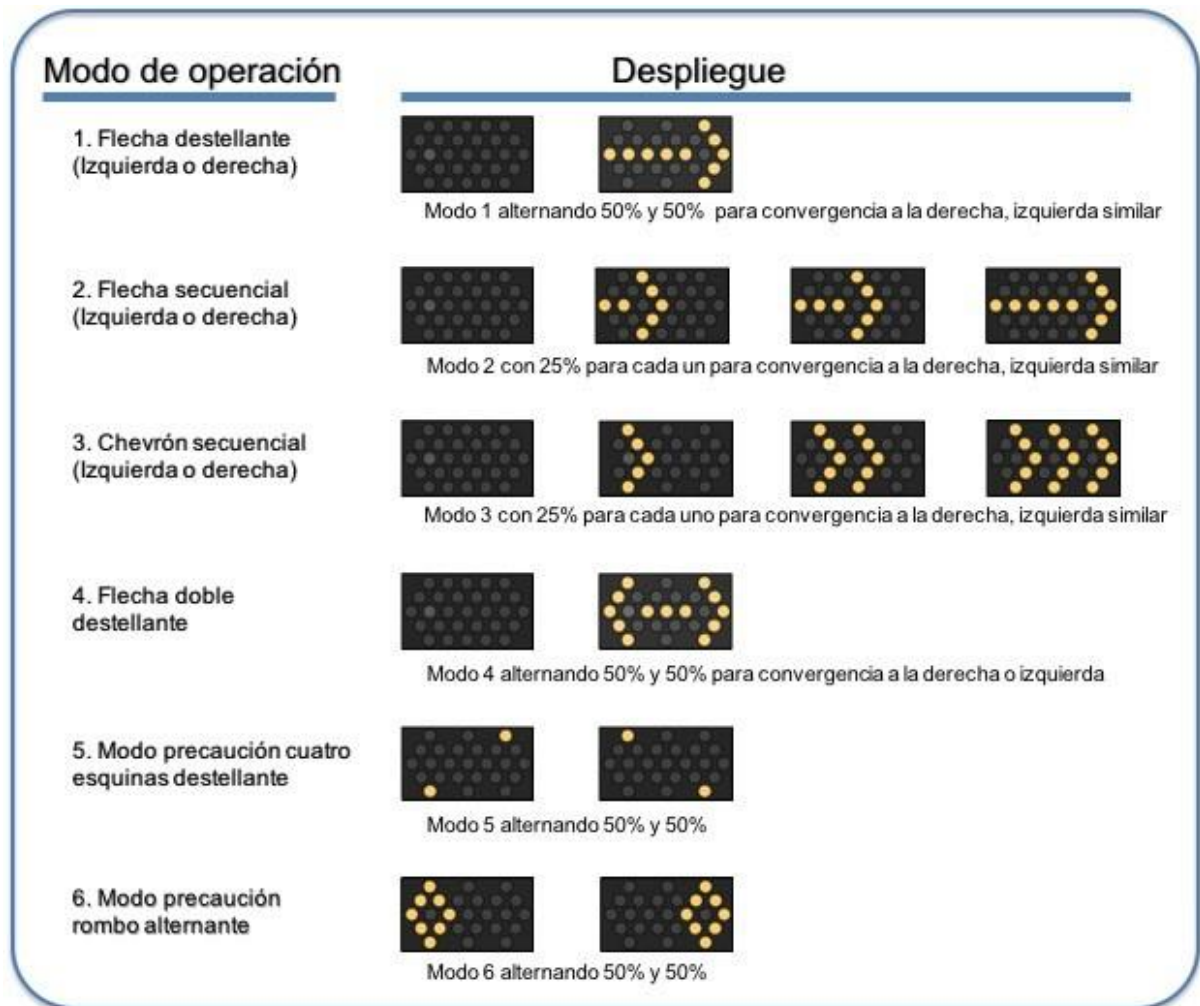 Modo de operación
Despliegue
1. Flecha destellante
(Izquierda o derecha)
Modo 1 alternando 50% y 50% para convergencia a la derecha, izquierda similar
2. Flecha secuencial
(Izquierda o derecha)
Modo 2 con 25% para cada un para convergencia a la derecha, izquierda similar
3. Chevrón secuencial
(Izquierda o derecha)
Modo 3 con 25% para cada uno para convergencia a la derecha, izquierda similar
4. Flecha doble
destellante
Modo 4 alternando 50% y 50% para convergencia a la derecha o izquierda
5. Modo precaución cuatro
esquinas destellante
Modo 5 alternando 50% y 50%
6. Modo precaución
rombo alternante
Modo 6 alternando 50% y 50%